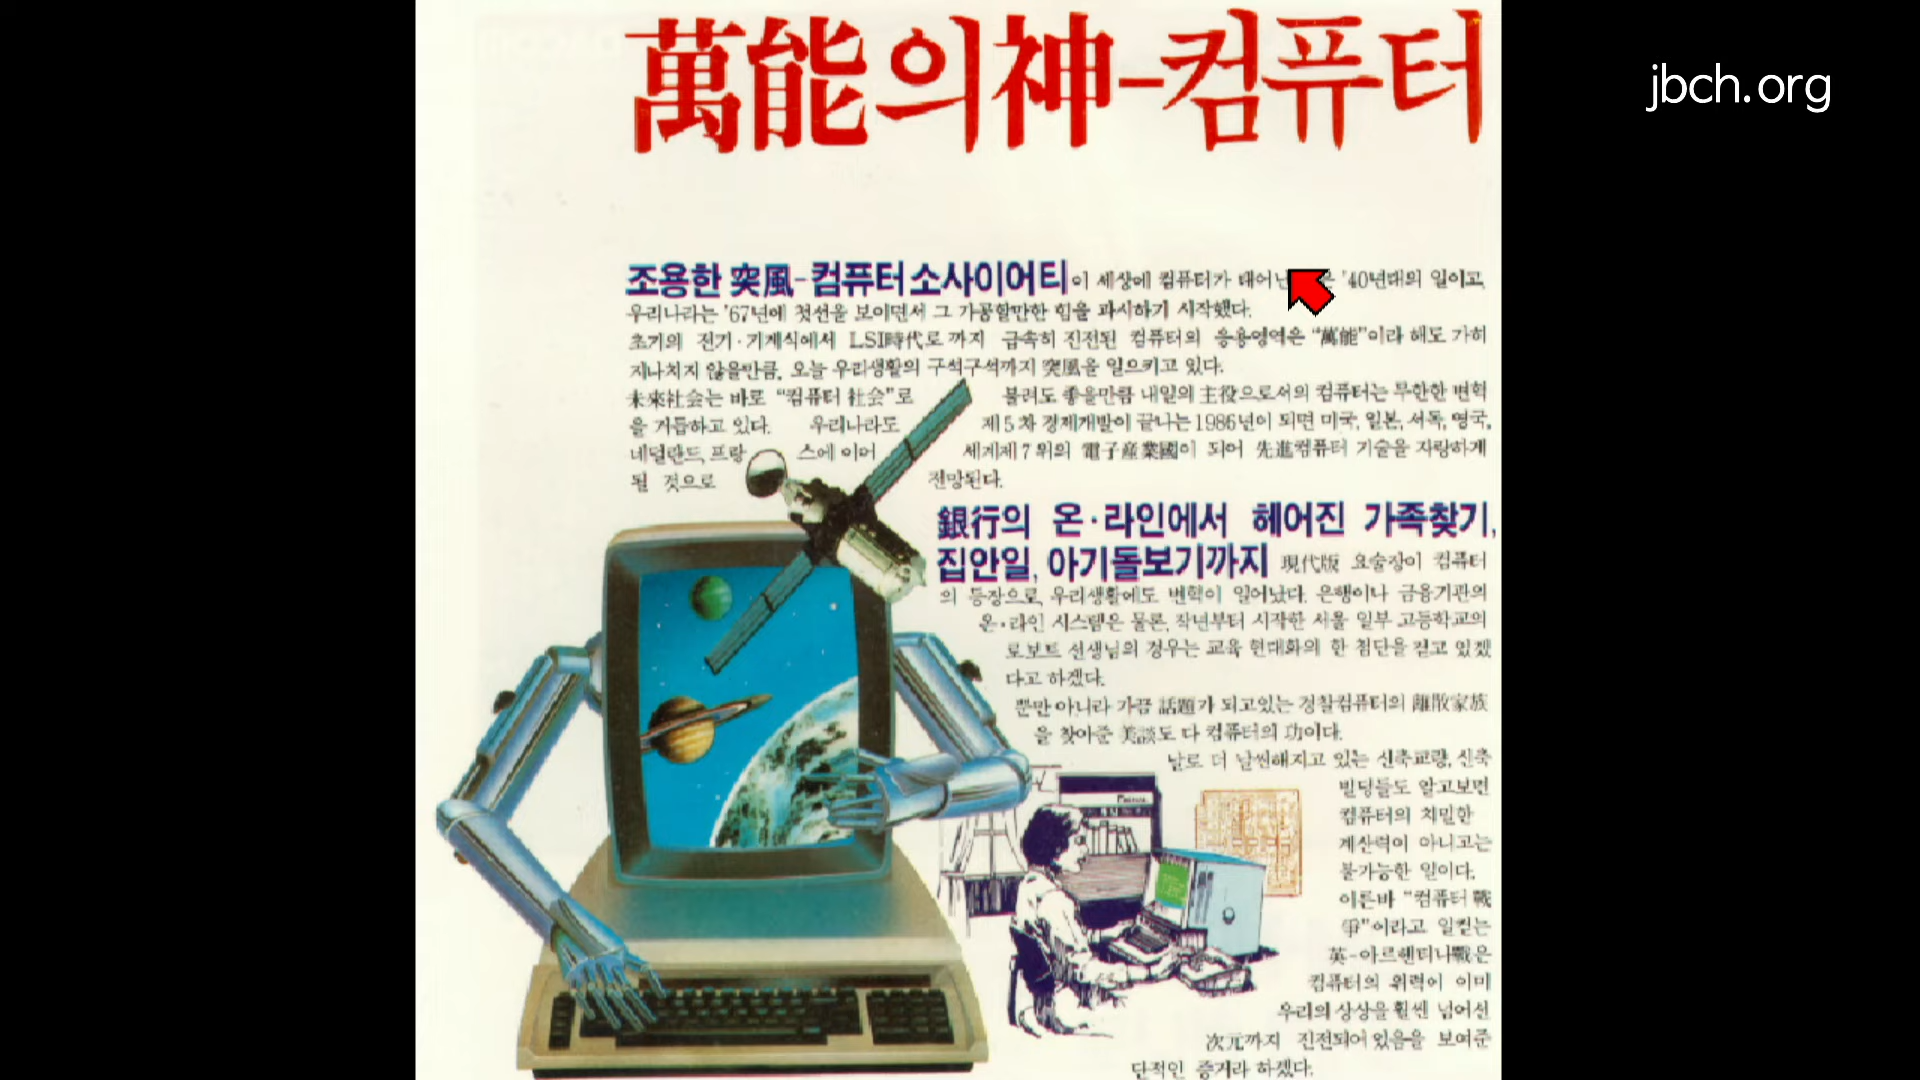 萬能의神-컴퓨터
jbch.org
조용한 突風-컴퓨터 소사이어티이 세상에 컴퓨터가 태어난 '40년대의 일이고,
우리나라는 '67년에 첫선을 보이면서 그 가공할만한 힘을 과시하기 시작했다.
초기의 전기·기계식에서 LSI時代로 까지 급속히 진전된 컴퓨터의 응용영역은 “萬能”이라 해도 가히
지나치지 않을만큼, 오늘 우리생활의 구석구석까지 突風을 일으키고 있다.
未來社会는 바로 “컴퓨터 社会”로 불러도 좋을만큼 내일의 主役으로서의 컴퓨터는 무한한 변혁
을 거듭하고 있다. 우리나라도 제5차 경제개발이 끝나는 1986년이 되면 미국, 일본, 서독, 영국,
네덜란드, 프랑스에 이어 세계제7위의 電子産業國이 되어 先進컴퓨터 기술을 자랑하게
될 것으로 전망된다.
銀行의 온·라인에서 헤어진 가족찾기,
집안일, 아기돌보기까지 現代版 요술장이 컴퓨터
의 등장으로, 우리생활에도 변혁이 일어났다. 은행이나 금융기관의
온·라인 시스템은 물론, 작년부터 시작한 서울 일부 고등학교의
로보트 선생님의 경우는 교육 현대화의 한 첨단을 걷고 있겠
다고 하겠다.
뿐만 아니라 가끔 話題가 되고있는 경찰컴퓨터의 離散家族
을 찾아준 美談도 다 컴퓨터의 功이다.
날로 더 날씬해지고 있는 신축교량, 신축
빌딩들도 알고보면
컴퓨터의 치밀한
계산력이 아니고는
불가능한 일이다.
이른바 “컴퓨터 戰
爭”이라고 일컫는
英-아르헨티나戰은
컴퓨터의 위력이 이미
우리의 상상을 훨씬 넘어선
次元까지 진전되어 있음을 보여준
단적인 증거라 하겠다.